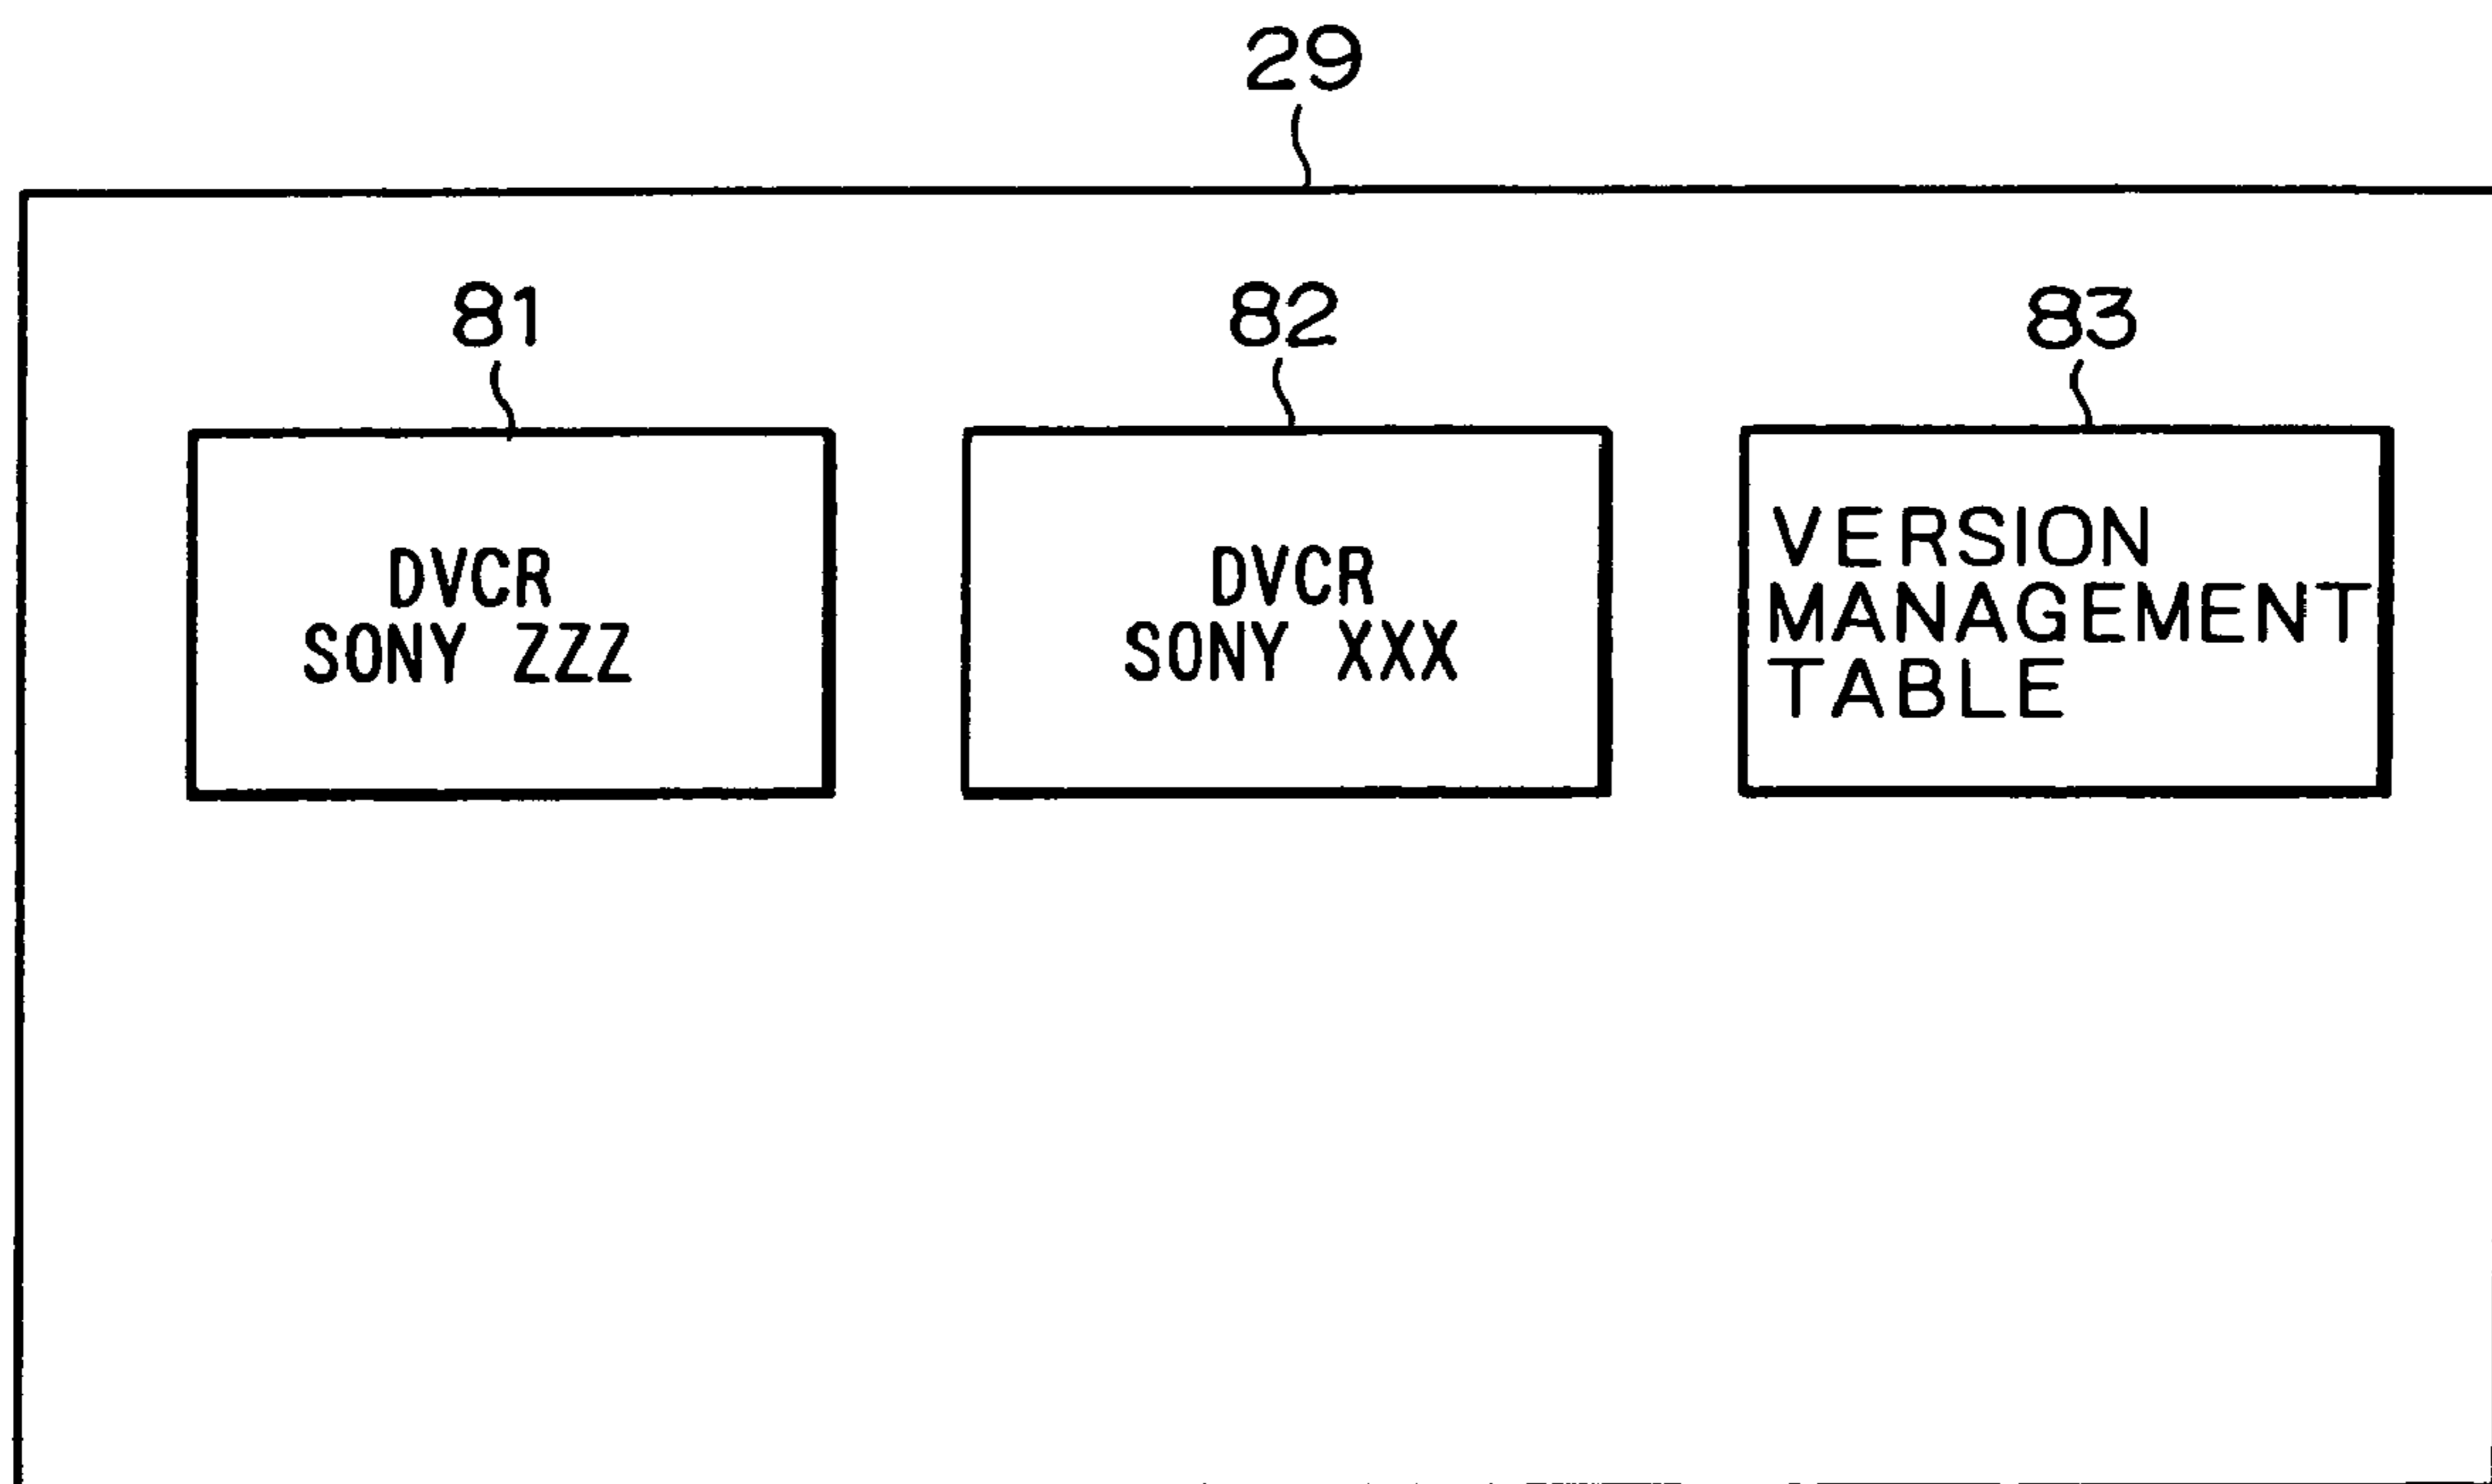 29
81
82
83
DVCR
SONY ZZZ
DVCR
SONY XXX
VERSION
MANAGEMENT
TABLE